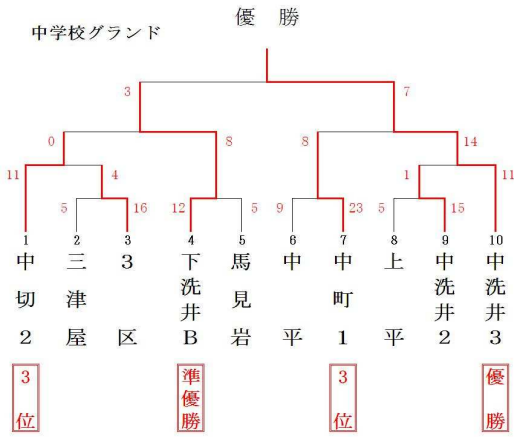 優 勝
中学校グランド
3 7
0 8 8 14
11 4 1 11
5 16 12 5 9 23 5 15
1 2 3 4 5 6 7 8 9 10
中切2
三津屋
3区
下洗井B
馬見岩
中平
中町1
上平
中洗井2
中洗井3
3位
準優勝
3位
優勝